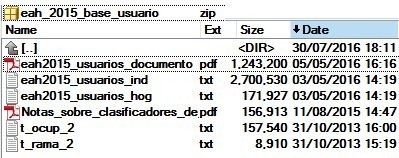 eah_2015_base_usuario zip
Name Ext Size Date
[..] <DIR> 30/07/2016 18:11
eah2015_usuarios_documento pdf 1,243,200 05/05/2016 16:16
eah2015_usuarios_ind txt 2,700,530 03/05/2016 14:19
eah2015_usuarios_hog txt 171,927 03/05/2016 14:19
Notas_sobre_clasificadores_de pdf 156,913 11/08/2015 14:47
t_ocup_2 txt 157,540 31/10/2013 16:00
t_rama_2 txt 8,910 31/10/2013 15:19